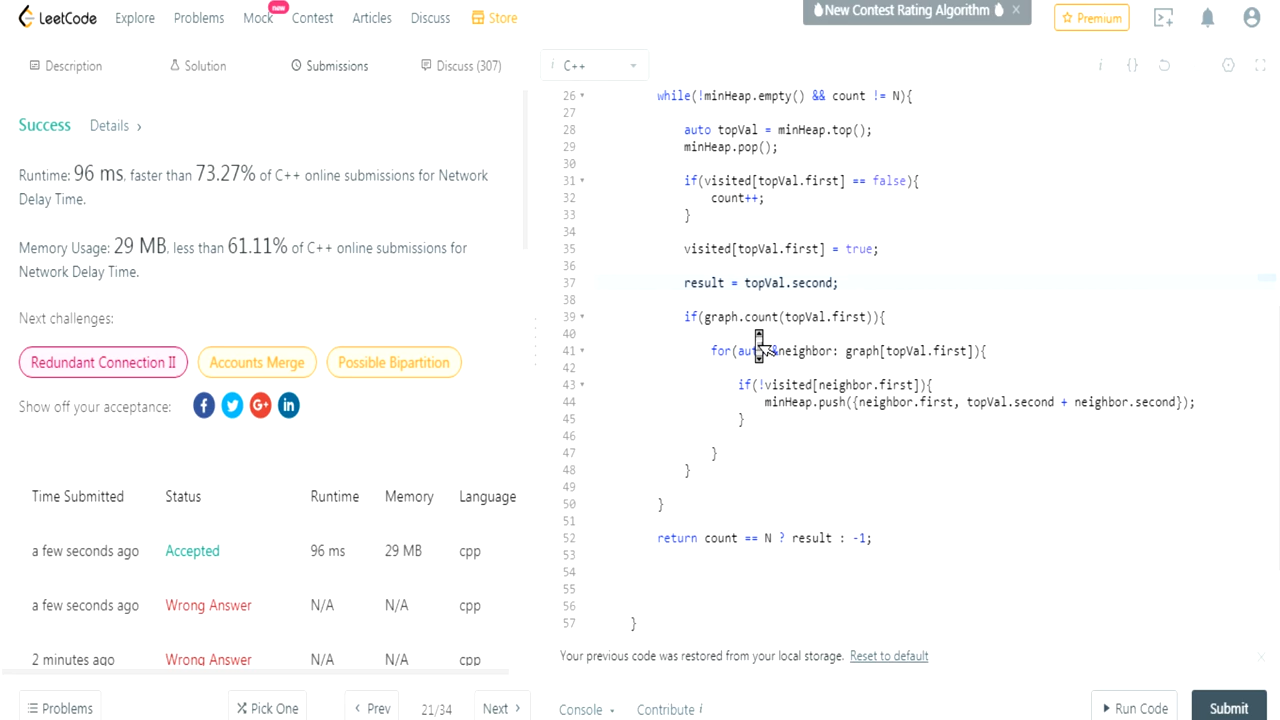 LeetCode Explore Problems Mock new Contest Articles Discuss Store
New Contest Rating Algorithm ×
Premium
Description Solution Submissions Discuss (307)
Success Details ›
Runtime: 96 ms, faster than 73.27% of C++ online submissions for Network
Delay Time.
Memory Usage: 29 MB, less than 61.11% of C++ online submissions for
Network Delay Time.
Next challenges:
Redundant Connection II Accounts Merge Possible Bipartition
Show off your acceptance:
Time Submitted Status Runtime Memory Language
a few seconds ago Accepted 96 ms 29 MB cpp
a few seconds ago Wrong Answer N/A N/A cpp
2 minutes ago Wrong Answer N/A N/A cpp
Problems Pick One ‹ Prev 21/34 Next ›
i C++
26 while(!minHeap.empty() && count != N){
27
28 auto topVal = minHeap.top();
29 minHeap.pop();
30
31 if(visited[topVal.first] == false){
32 count++;
33 }
34
35 visited[topVal.first] = true;
36
37 result = topVal.second;
38
39 if(graph.count(topVal.first)){
40
41 for( &neighbor: graph[topVal.first]){
42
43 if(!visited[neighbor.first]){
44 minHeap.push({neighbor.first, topVal.second + neighbor.second});
45 }
46
47 }
48 }
49
50 }
51
52 return count == N ? result : -1;
53
54
55
56
57 }
Your previous code was restored from your local storage. Reset to default
Console Contribute i Run Code Submit